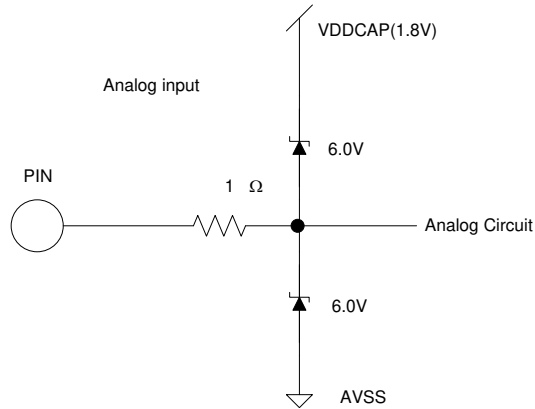 VDDCAP(1.8V)
Analog input
6.0V
PIN
1 Ω
Analog Circuit
6.0V
AVSS